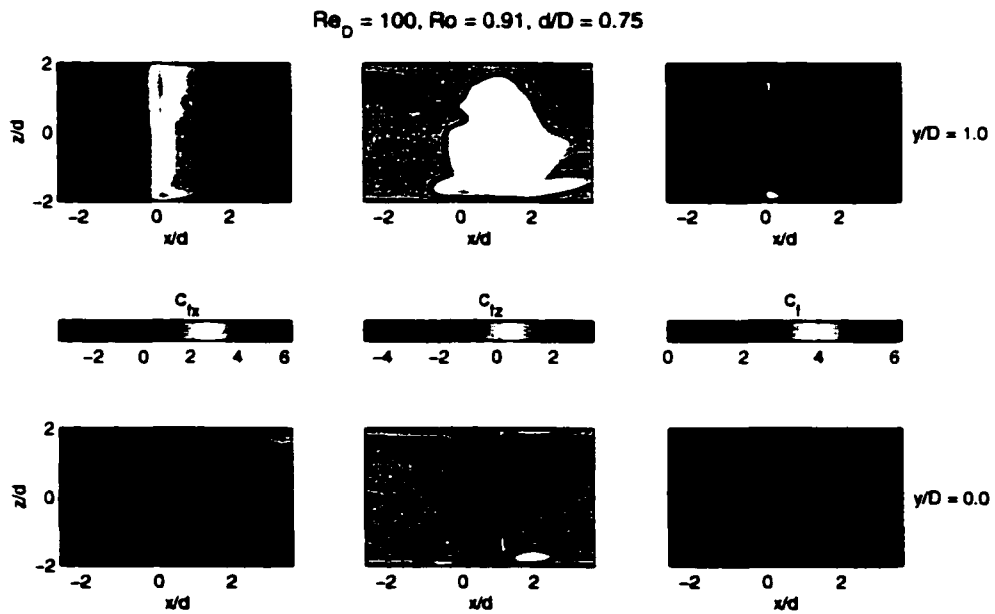 Re_D = 100, Ro = 0.91, d/D = 0.75
2
0
-2
z/d
-2 0 2
x/d
-2 0 2
x/d
-2 0 2
x/d
y/D = 1.0
C_fx
-2 0 2 4 6
C_fz
-4 -2 0 2
C_f
0 2 4 6
2
0
-2
z/d
-2 0 2
x/d
-2 0 2
x/d
-2 0 2
x/d
y/D = 0.0